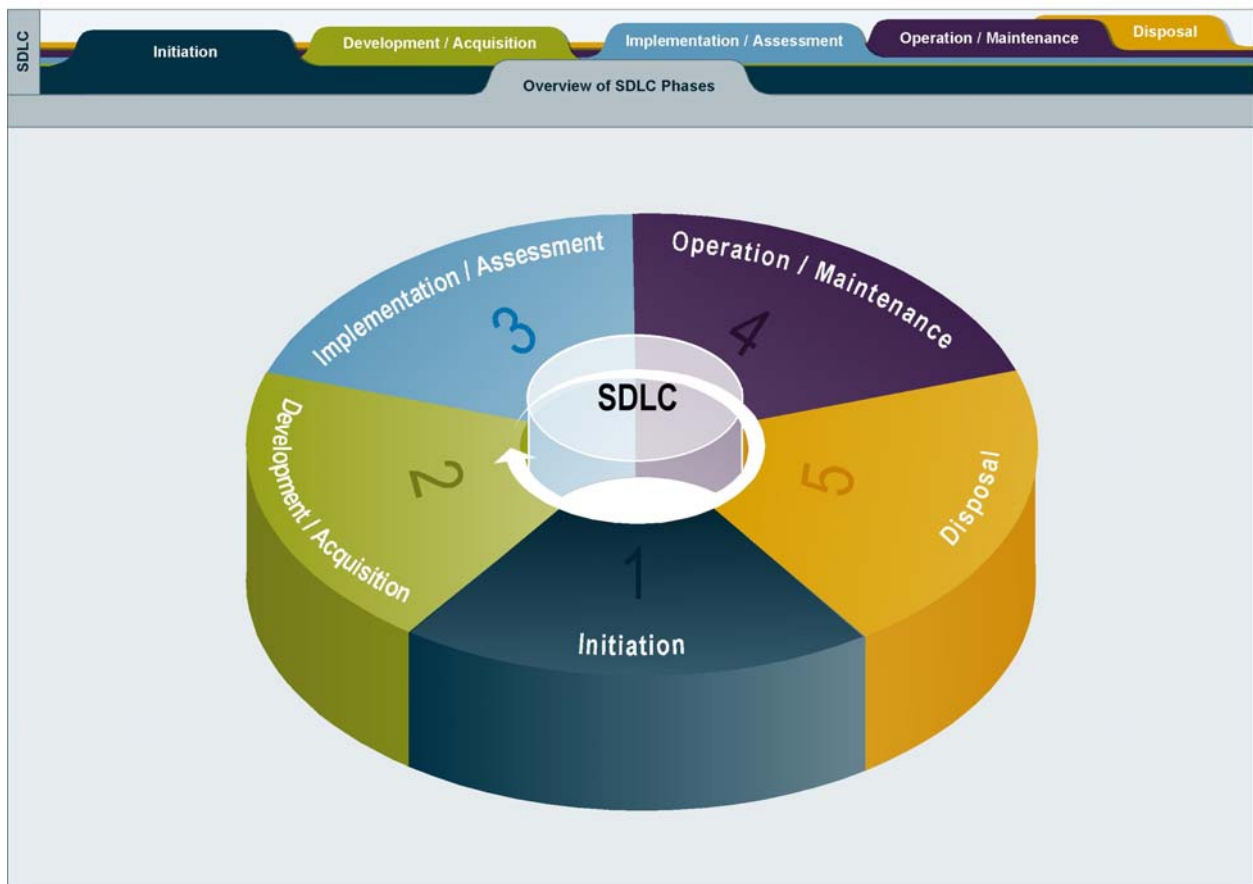 SDLC
Initiation
Development / Acquisition
Implementation / Assessment
Operation / Maintenance
Disposal
Overview of SDLC Phases
Implementation / Assessment
3
Operation / Maintenance
4
SDLC
Development / Acquisition
2
5
Disposal
1
Initiation